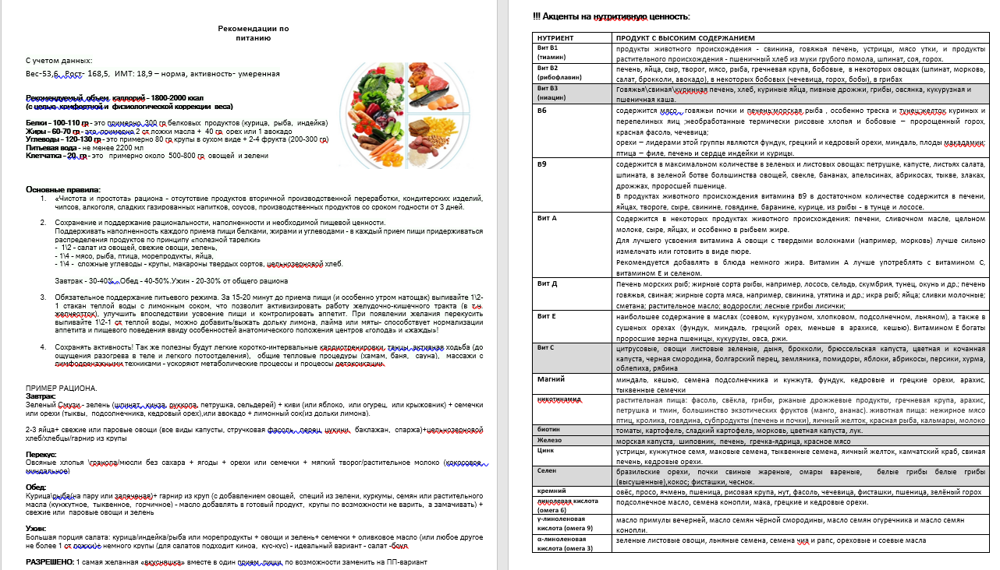 Рекомендации по
питанию
С учетом данных:
Вес-53,6, Рост- 168,5, ИМТ: 18,9 – норма, активность- умеренная
Рекомендуемый объем каллорий - 1800-2000 ккал
(с целью комфортной и физиологической коррекции веса)
Белки - 100-110 гр - это примерно 300 гр белковых продуктов (курица, рыба, индейка)
Жиры - 60-70 гр - это примерно 2 ст ложки масла + 40 гр орех или 1 авокадо
Углеводы - 120-130 гр - это примерно 80 гр крупы в сухом виде + 2-4 фрукта (200-300 гр)
Питьевая вода - не менее 2200 мл
Клетчатка - 20 гр - это примерно около 500-800 гр овощей и зелени
Основные правила:
1. «Чистота и простота» рациона - отсутствие продуктов вторичной производственной переработки, кондитерских изделий,
чипсов, алкоголя, сладких газированных напитков, соусов, производственных продуктов со сроком годности от 3 дней.
2. Сохранение и поддержание рациональности, наполненности и необходимой пищевой ценности.
Поддерживать наполненность каждого приема пищи белками, жирами и углеводами - в каждый прием пищи придерживаться
распределения продуктов по принципу «полезной тарелки»
- 1\2 - салат из овощей, свежие овощи, зелень,
- 1\4 - мясо, рыба, птица, морепродукты, яйца,
- 1\4 - сложные углеводы - крупы, макароны твердых сортов, цельнозерновой хлеб.
Завтрак - 30-40%, Обед - 40-50%.Ужин - 20-30% от общего рациона
3. Обязательное поддержание питьевого режима. За 15-20 минут до приема пищи (и особенно утром натощак) выпивайте 1\2-
1 стакан теплой воды с лимонным соком, что позволит активизировать работу желудочно-кишечного тракта (в т.ч.
желчеотток), улучшить впоследствии усвоение пищи и контролировать аппетит. При появлении желания перекусить
выпивайте 1\2-1 ст теплой воды, можно добавить/выжать дольку лимона, лайма или мяты- способствует нормализации
аппетита и пищевого поведения ввиду особенностей анатомического положения центров «голода» и «жажды»!
4. Сохранять активность! Так же полезны будут легкие коротко-интервальные кардиотренировки, танцы, активная ходьба (до
ощущения разогрева в теле и легкого потоотделения), общие тепловые процедуры (хамам, баня, сауна), массажи с
лимфодренажными техниками - ускоряют метаболические процессы и процессы детоксикации.
ПРИМЕР РАЦИОНА.
Завтрак:
Зеленый Смузи - зелень (шпинат, кинза, руккола, петрушка, сельдерей) + киви (или яблоко, или огурец, или крыжовник) + семечки
или орехи (тыквы, подсолнечника, кедровый орех),или авокадо + лимонный сок(из дольки лимона).
2-3 яйца+ свежие или паровые овощи (все виды капусты, стручковая фасоль, перец, цукини, баклажан, спаржа)+цельнозерновой
хлеб/хлебцы/гарнир из крупы
Перекус:
Овсяные хлопья \гранола/мюсли без сахара + ягоды + орехи или семечки + мягкий творог/растительное молоко (кокосовое,
миндальное)
Обед:
Курица\рыба(на пару или запеченая)+ гарнир из круп (с добавлением овощей, специй из зелени, куркумы, семян или растительного
масла (кунжутное, тыквенное, горчичное) - масло добавлять в готовый продукт, крупы по возможности не варить, а замачивать) +
свежие или паровые овощи и зелень
Ужин:
Большая порция салата: курица/индейка/рыба или морепродукты + овощи и зелень+ семечки + оливковое масло (или любое другое
не более 1 ст ложки)+ немного крупы (для салатов подходит киноа, кус-кус) - идеальный вариант - салат -боул.
РАЗРЕШЕНО: 1 самая желанная «вкусняшка» вместе в один прием пищи, по возможности заменить на ПП-вариант
!!! Акценты на нутритивную ценность:
НУТРИЕНТ ПРОДУКТ С ВЫСОКИМ СОДЕРЖАНИЕМ
Вит В1 (тиамин) продукты животного происхождения - свинина, говяжья печень, устрицы, мясо утки, и продукты
растительного происхождения - пшеничный хлеб из муки грубого помола, шпинат, соя, горох.
Вит В2 (рибофлавин) печень, яйца, сыр, творог, мясо, рыба, гречневая крупа, бобовые, в некоторых овощах (шпинат, морковь,
салат, брокколи, авокадо), в некоторых бобовых (чечевица, горох, бобы), в грибах
Вит В3 (ниацин) Говяжья\свиная\куринная печень, хлеб, куриные яйца, пивные дрожжи, грибы, овсянка, кукурузная и
пшеничная каша.
В6 содержится мясо , говяжьи почки и печень;морская рыба , особенно треска и тунец;желток куриных и
перепелиных яиц ;необработанные термически рисовые хлопья и бобовые – пророщенный горох,
красная фасоль, чечевица;
орехи – лидерами этой группы являются фундук, грецкий и кедровый орехи, миндаль, плоды макадамии;
птица – филе, печень и сердце индейки и курицы.
в9 содержится в максимальном количестве в зеленых и листовых овощах: петрушке, капусте, листьях салата,
шпината, в зеленой ботве большинства овощей, свекле, бананах, апельсинах, абрикосах, тыкве, злаках,
дрожжах, проросшей пшенице.
В продуктах животного происхождения витамина В9 в достаточном количестве содержится в печени,
яйцах, твороге, сыре, свинине, говядине, баранине, курице, из рыбы - в тунце и лососе.
Вит А Содержится в некоторых продуктах животного происхождения: печени, сливочном масле, цельном
молоке, сыре, яйцах, и особенно в рыбьем жире.
Для лучшего усвоения витамина А овощи с твердыми волокнами (например, морковь) лучше сильно
измельчать или готовить в виде пюре.
Рекомендуется добавлять в блюда немного жира. Витамин А лучше употреблять с витамином С,
витамином Е и селеном.
Вит Д Печень морских рыб; жирные сорта рыбы, например, лосось, сельдь, скумбрия, тунец, окунь и др.; печень
говяжья, свиная; жирные сорта мяса, например, свинина, утятина и др.; икра рыб; яйца; сливки молочные;
сметана; растительное масло; водоросли; лесные грибы лисички;
Вит Е наибольшее содержание в маслах (соевом, кукурузном, хлопковом, подсолнечном, льняном), а также в
сушеных орехах (фундук, миндаль, грецкий орех, меньше в арахисе, кешью). Витамином Е богаты
проросшие зерна пшеницы, кукурузы, овса, ржи.
Вит С цитрусовые, овощи листовые зеленые, дыня, брокколи, брюссельская капуста, цветная и кочанная
капуста, черная смородина, болгарский перец, земляника, помидоры, яблоки, абрикосы, персики, хурма,
облепиха, рябина
Магний миндаль, кешью, семена подсолнечника и кунжута, фундук, кедровые и грецкие орехи, арахис,
тыквенные семечки
никотинамид растительная пища: фасоль, свёкла, грибы, ржаные дрожжевые продукты, гречневая крупа, арахис,
петрушка и тмин, большинство экзотических фруктов (манго, ананас). животная пища: нежирное мясо
птиц, кролика, говядина, субпродукты (печень и почки), яичный желток, красная рыба, кальмары, молоко
биотин томаты, картофель, сладкий картофель, морковь, цветная капуста, лук.
Железо морская капуста, шиповник, печень, гречка-ядрица, красное мясо
Цинк устрицы, кунжутное семя, маковые семена, тыквенные семена, яичный желток, камчатский краб, свиная
печень, кедровые орехи.
Селен бразильские орехи, почки свиные жареные, омары вареные, белые грибы белые грибы
(высушенные),кокос; фисташки, чеснок.
кремний овёс, просо, ячмень, пшеница, рисовая крупа, нут, фасоль, чечевица, фисташки, пшеница, зелёный горох
линолевая кислота (омега 6) подсолнечное масло, семена конопли, мака, грецкие и кедровые орехи.
y-линоленовая кислота (омега 9) масло примулы вечерней, масло семян чёрной смородины, масло семян огуречника и масло семян
конопли.
α-линоленовая кислота (омега 3) зеленые листовые овощи, льняные семена, семена чиа и рапс, ореховые и соевые масла